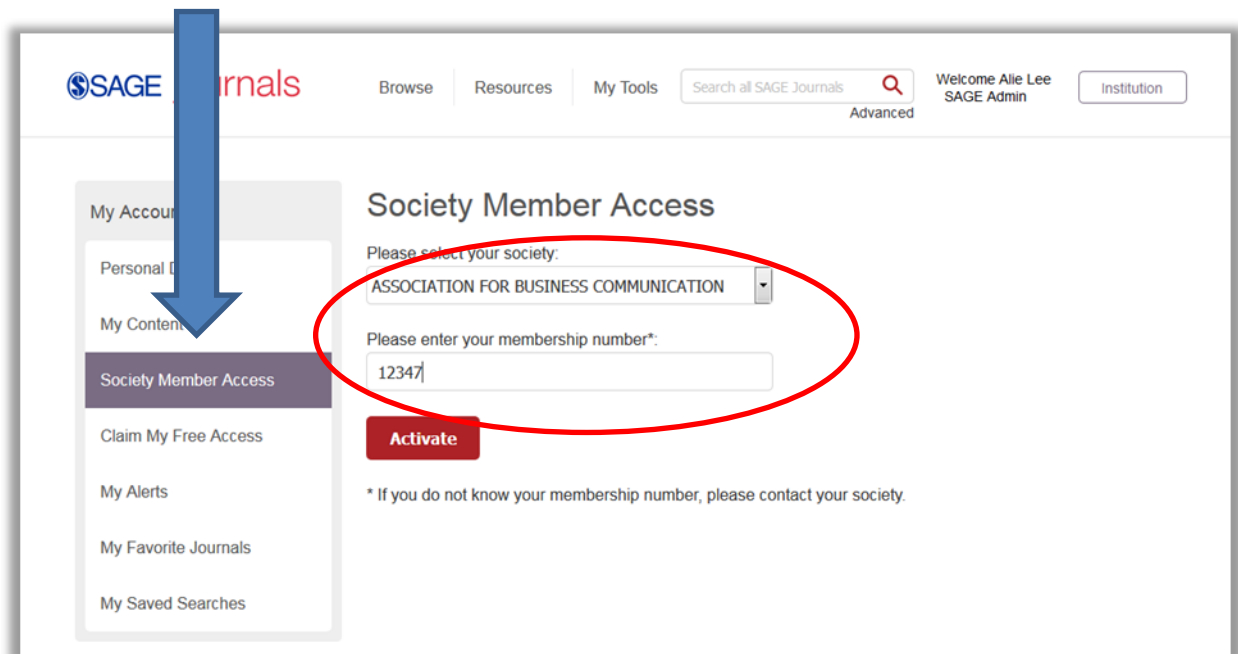 SAGE urnals
Browse
Resources
My Tools
Search all SAGE Journals
Advanced
Welcome Alie Lee
SAGE Admin
Institution
My Accou
Personal
My Content
Society Member Access
Claim My Free Access
My Alerts
My Favorite Journals
My Saved Searches
Society Member Access
Please select your society:
ASSOCIATION FOR BUSINESS COMMUNICATION
Please enter your membership number*:
12347
Activate
* If you do not know your membership number, please contact your society.